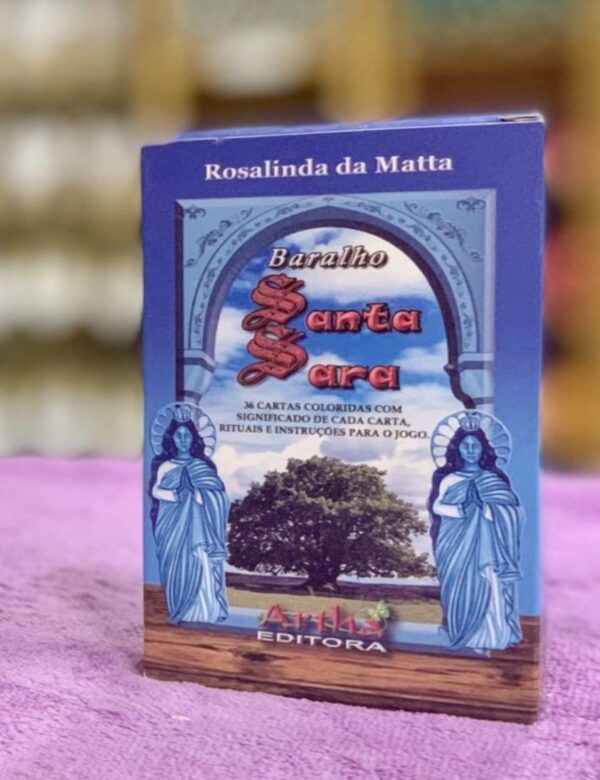 Rosalinda da Matta
Baralho
Santa
Sara
36 CARTAS COLORIDAS COM
SIGNIFICADO DE CADA CARTA,
RITUAIS E INSTRUÇÕES PARA O JOGO.
Artha
EDITORA